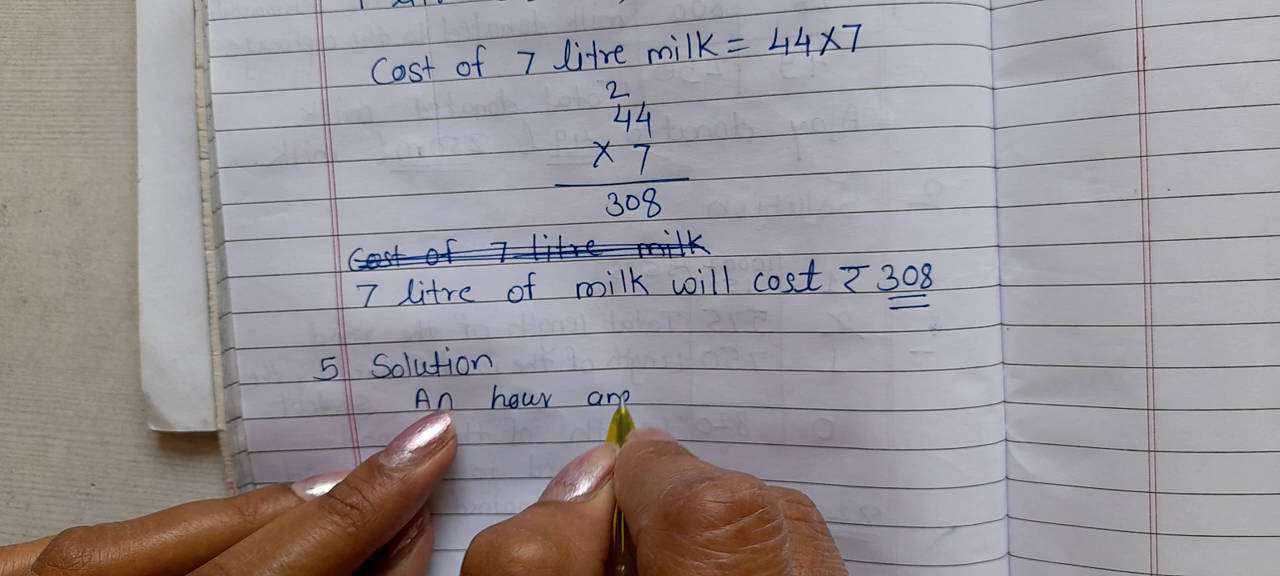 Cost of 7 litre milk = 44×7
2
44
× 7
308
Cost of 7 litre milk
7 litre of milk will cost ₹ 308
5 Solution
An hour an